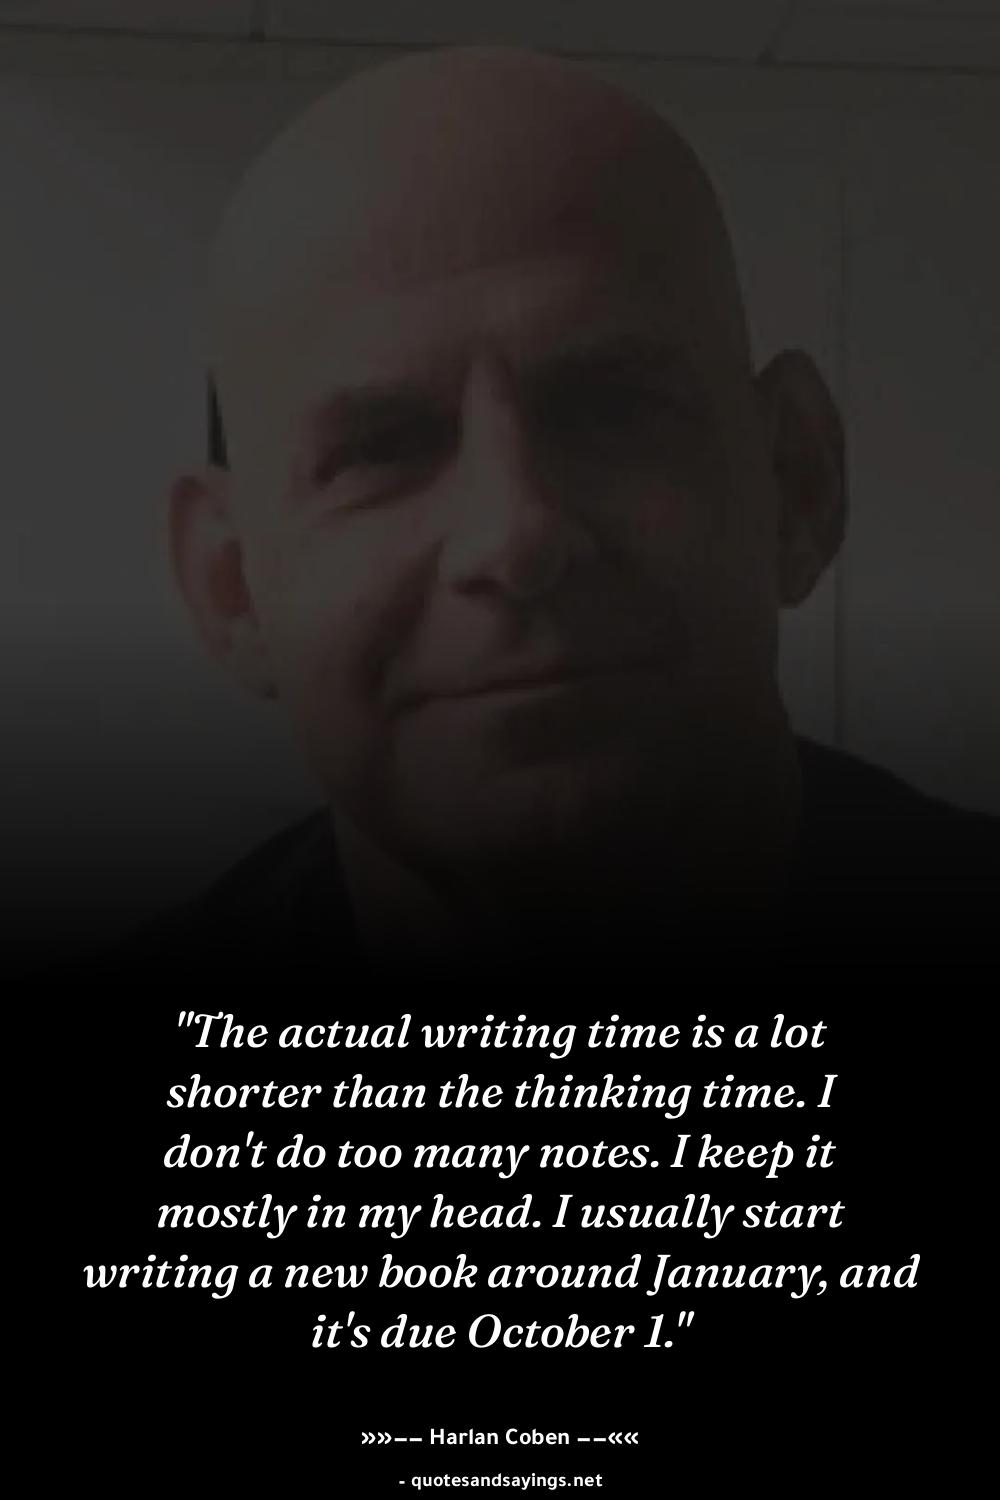 "The actual writing time is a lot
shorter than the thinking time. I
don't do too many notes. I keep it
mostly in my head. I usually start
writing a new book around January, and
it's due October 1."
»»–– Harlan Coben ––««
- quotesandsayings.net